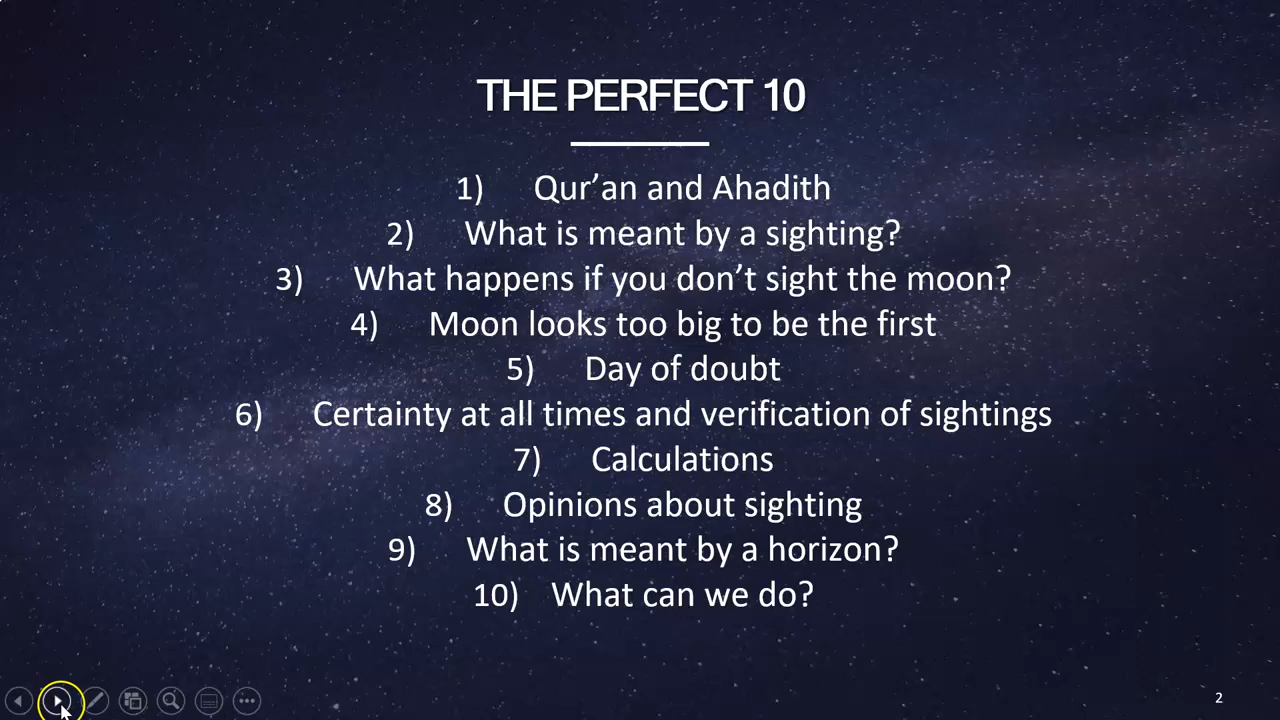 THE PERFECT 10
1) Qur’an and Ahadith
2) What is meant by a sighting?
3) What happens if you don’t sight the moon?
4) Moon looks too big to be the first
5) Day of doubt
6) Certainty at all times and verification of sightings
7) Calculations
8) Opinions about sighting
9) What is meant by a horizon?
10) What can we do?
2